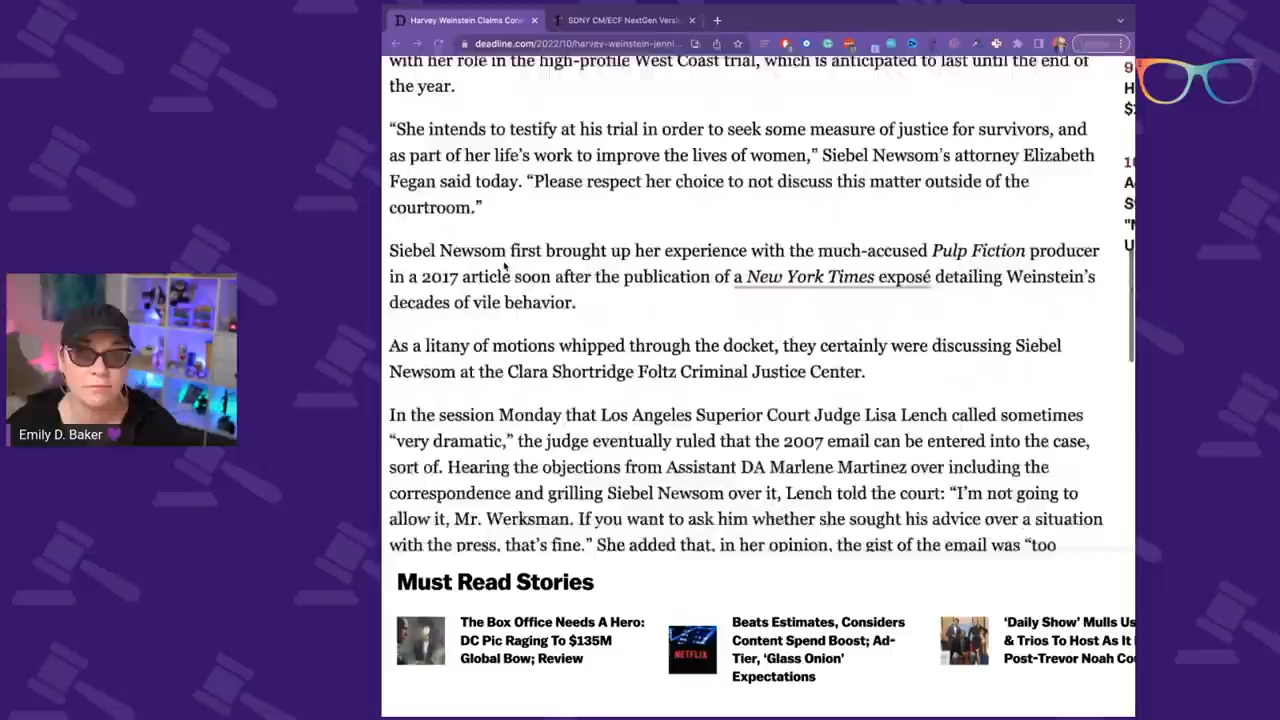 Harvey Weinstein Claims Con
SDNY CM/ECF NextGen Versi
deadline.com/2022/10/harvey-weinstein-jenni...
with her role in the high-profile West Coast trial, which is anticipated to last until the end of
the year.
“She intends to testify at his trial in order to seek some measure of justice for survivors, and
as part of her life’s work to improve the lives of women,” Siebel Newsom’s attorney Elizabeth
Fegan said today. “Please respect her choice to not discuss this matter outside of the
courtroom.”
Siebel Newsom first brought up her experience with the much-accused Pulp Fiction producer
in a 2017 article soon after the publication of a New York Times exposé detailing Weinstein’s
decades of vile behavior.
As a litany of motions whipped through the docket, they certainly were discussing Siebel
Newsom at the Clara Shortridge Foltz Criminal Justice Center.
In the session Monday that Los Angeles Superior Court Judge Lisa Lench called sometimes
“very dramatic,” the judge eventually ruled that the 2007 email can be entered into the case,
sort of. Hearing the objections from Assistant DA Marlene Martinez over including the
correspondence and grilling Siebel Newsom over it, Lench told the court: “I’m not going to
allow it, Mr. Werksman. If you want to ask him whether she sought his advice over a situation
with the press, that’s fine.” She added that, in her opinion, the gist of the email was “too
Must Read Stories
The Box Office Needs A Hero:
DC Pic Raging To $135M
Global Bow; Review
NETFLIX
Beats Estimates, Considers
Content Spend Boost; Ad-
Tier, ‘Glass Onion’
Expectations
‘Daily Show’ Mulls Us
& Trios To Host As It
Post-Trevor Noah Co
Emily D. Baker